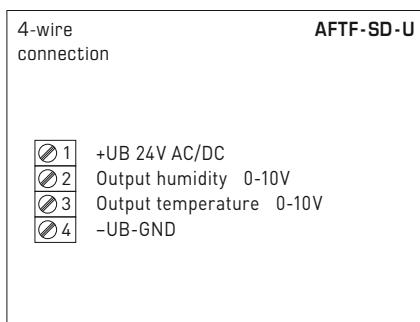 4-wire AFTF-SD-U
connection
1 +UB 24V AC/DC
2 Output humidity 0-10V
3 Output temperature 0-10V
4 –UB-GND